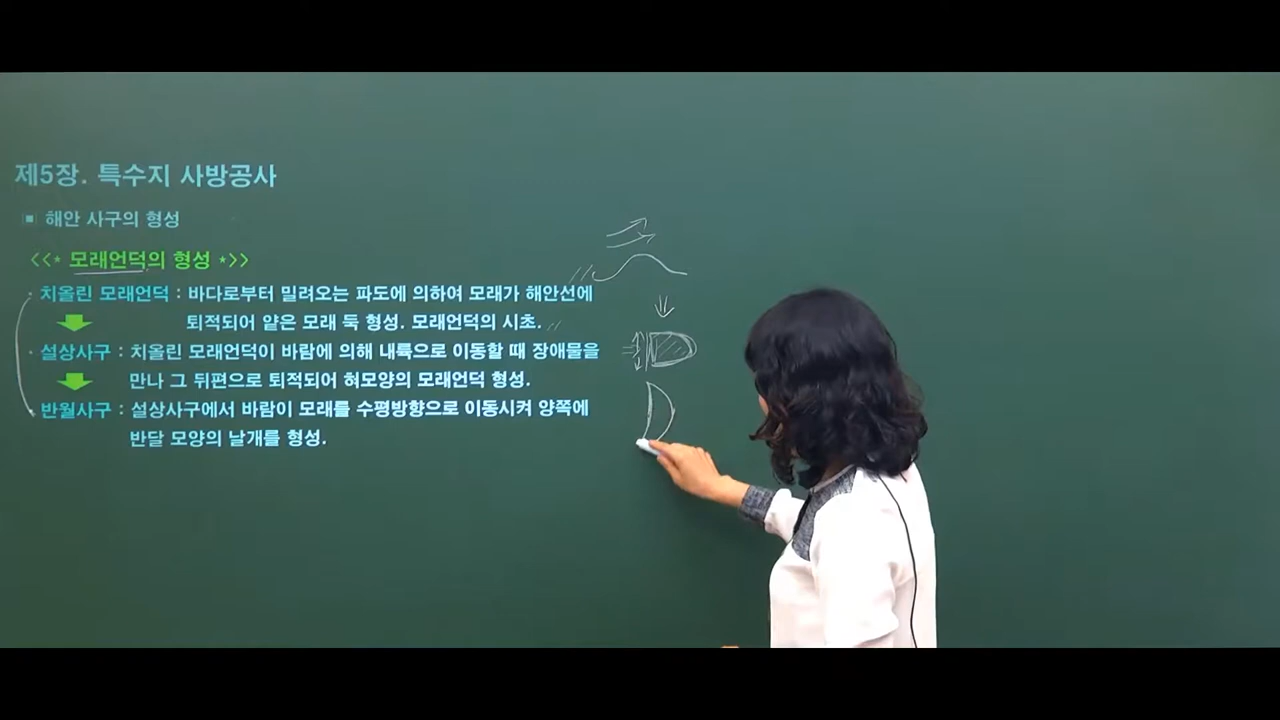 제5장. 특수지 사방공사
▣ 해안 사구의 형성
<<* 모래언덕의 형성 *>>
· 치올린 모래언덕 : 바다로부터 밀려오는 파도에 의하여 모래가 해안선에
퇴적되어 얕은 모래 둑 형성. 모래언덕의 시초.
· 설상사구 : 치올린 모래언덕이 바람에 의해 내륙으로 이동할 때 장애물을
만나 그 뒤편으로 퇴적되어 혀모양의 모래언덕 형성.
· 반월사구 : 설상사구에서 바람이 모래를 수평방향으로 이동시켜 양쪽에
반달 모양의 날개를 형성.